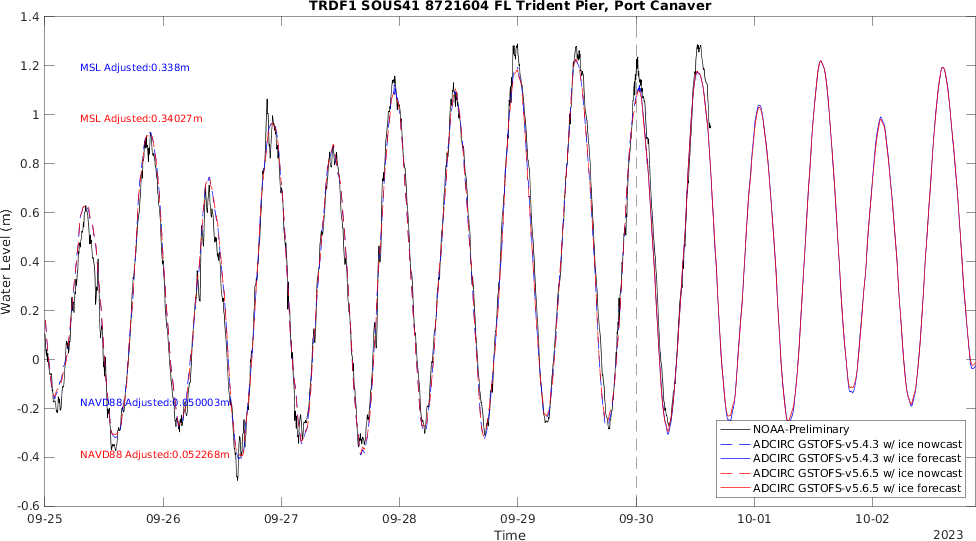 TRDF1 SOUS41 8721604 FL Trident Pier, Port Canaver
1.4
1.2
1
0.8
0.6
0.4
0.2
0
-0.2
-0.4
-0.6
Water Level (m)
MSL Adjusted:0.338m
MSL Adjusted:0.34027m
NAVD88 Adjusted:0.050003m
NAVD88 Adjusted:0.052268m
NOAA-Preliminary
ADCIRC GSTOFS-v5.4.3 w/ ice nowcast
ADCIRC GSTOFS-v5.4.3 w/ ice forecast
ADCIRC GSTOFS-v5.6.5 w/ ice nowcast
ADCIRC GSTOFS-v5.6.5 w/ ice forecast
09-25
09-26
09-27
09-28
09-29
09-30
10-01
10-02
Time
2023